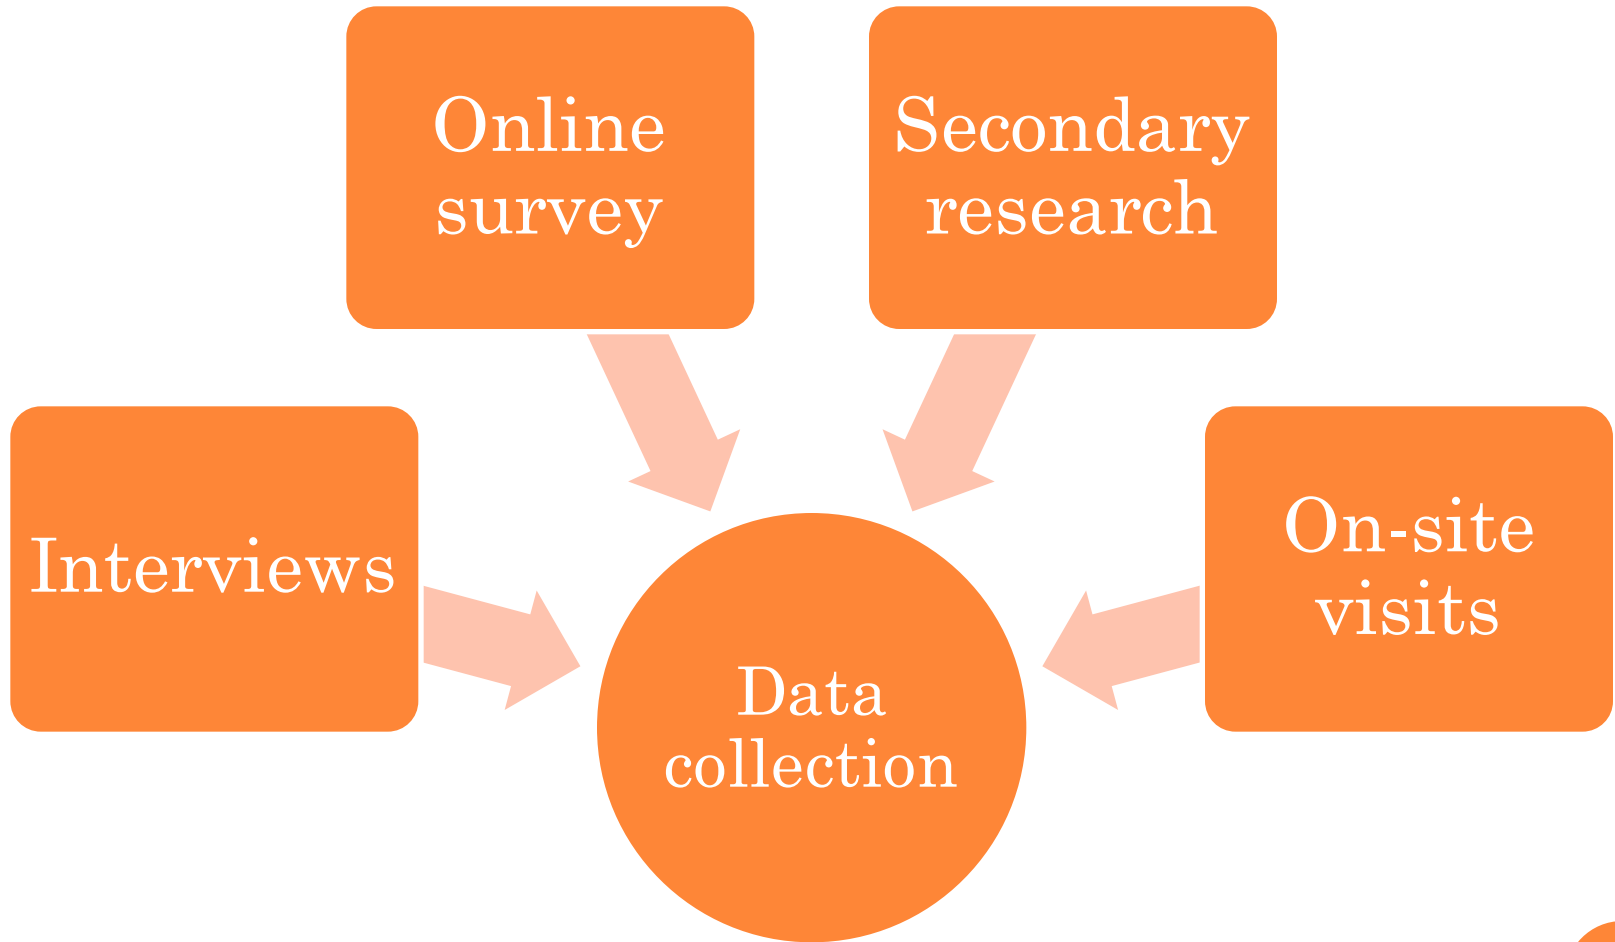 Online
survey
Secondary
research
Interviews
On-site
visits
Data
collection